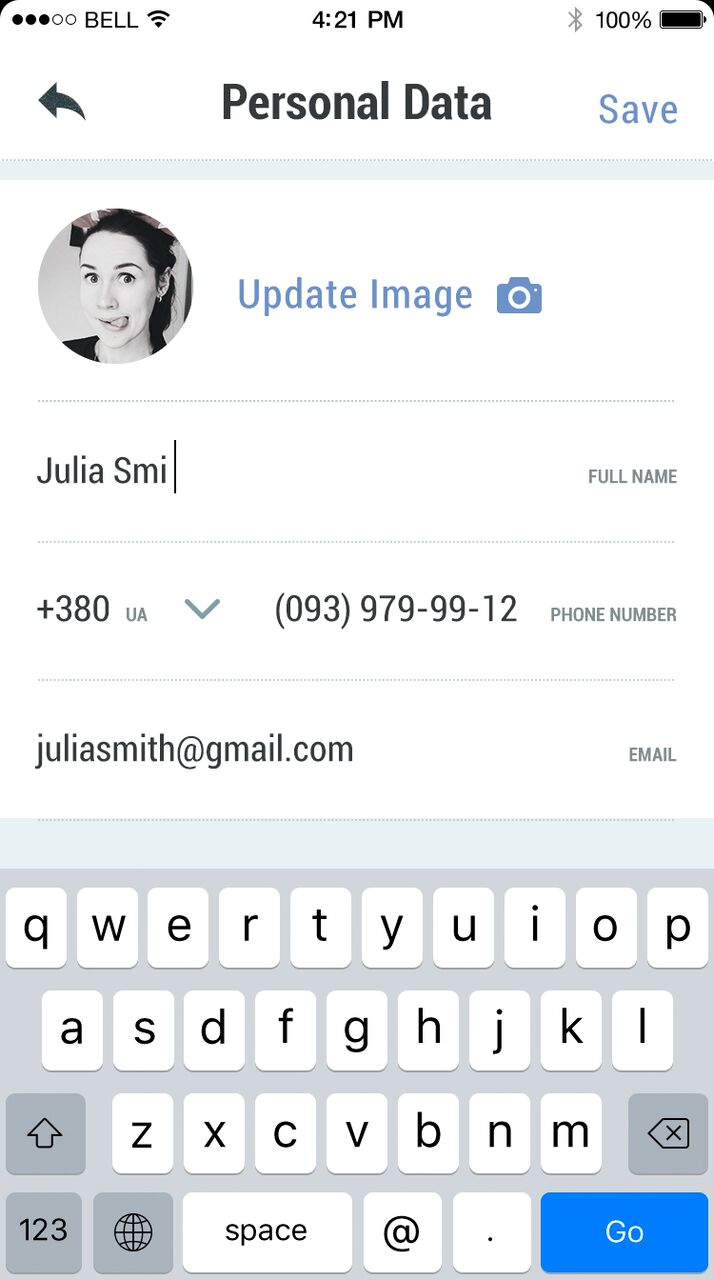 BELL 4:21 PM 100%
Personal Data Save
Update Image
Julia Smi FULL NAME
+380 UA (093) 979-99-12 PHONE NUMBER
juliasmith@gmail.com EMAIL
q w e r t y u i o p
a s d f g h j k l
z x c v b n m
123 space @ . Go